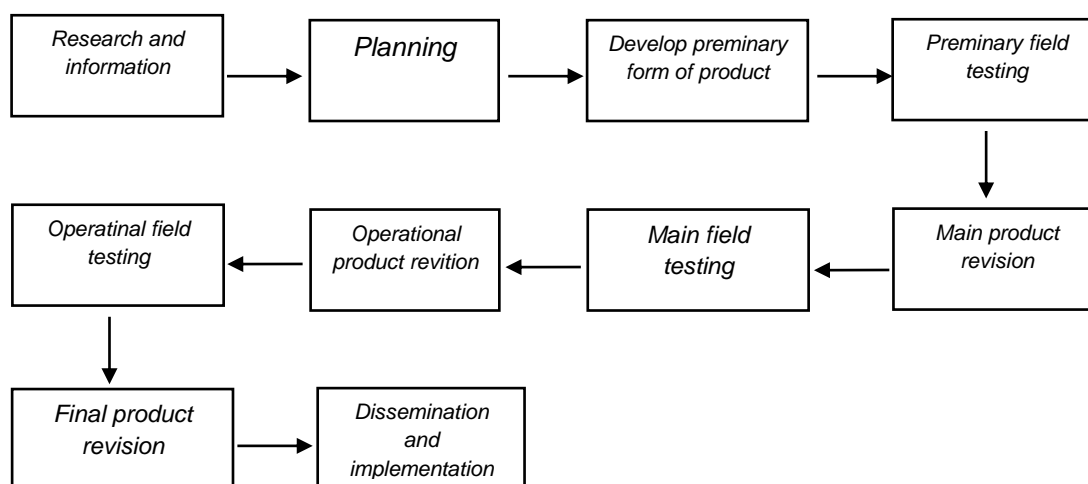 Research and
information
Planning
Develop preminary
form of product
Preminary field
testing
Main product
revision
Main field
testing
Operational
product revition
Operatinal field
testing
Final product
revision
Dissemination
and
implementation